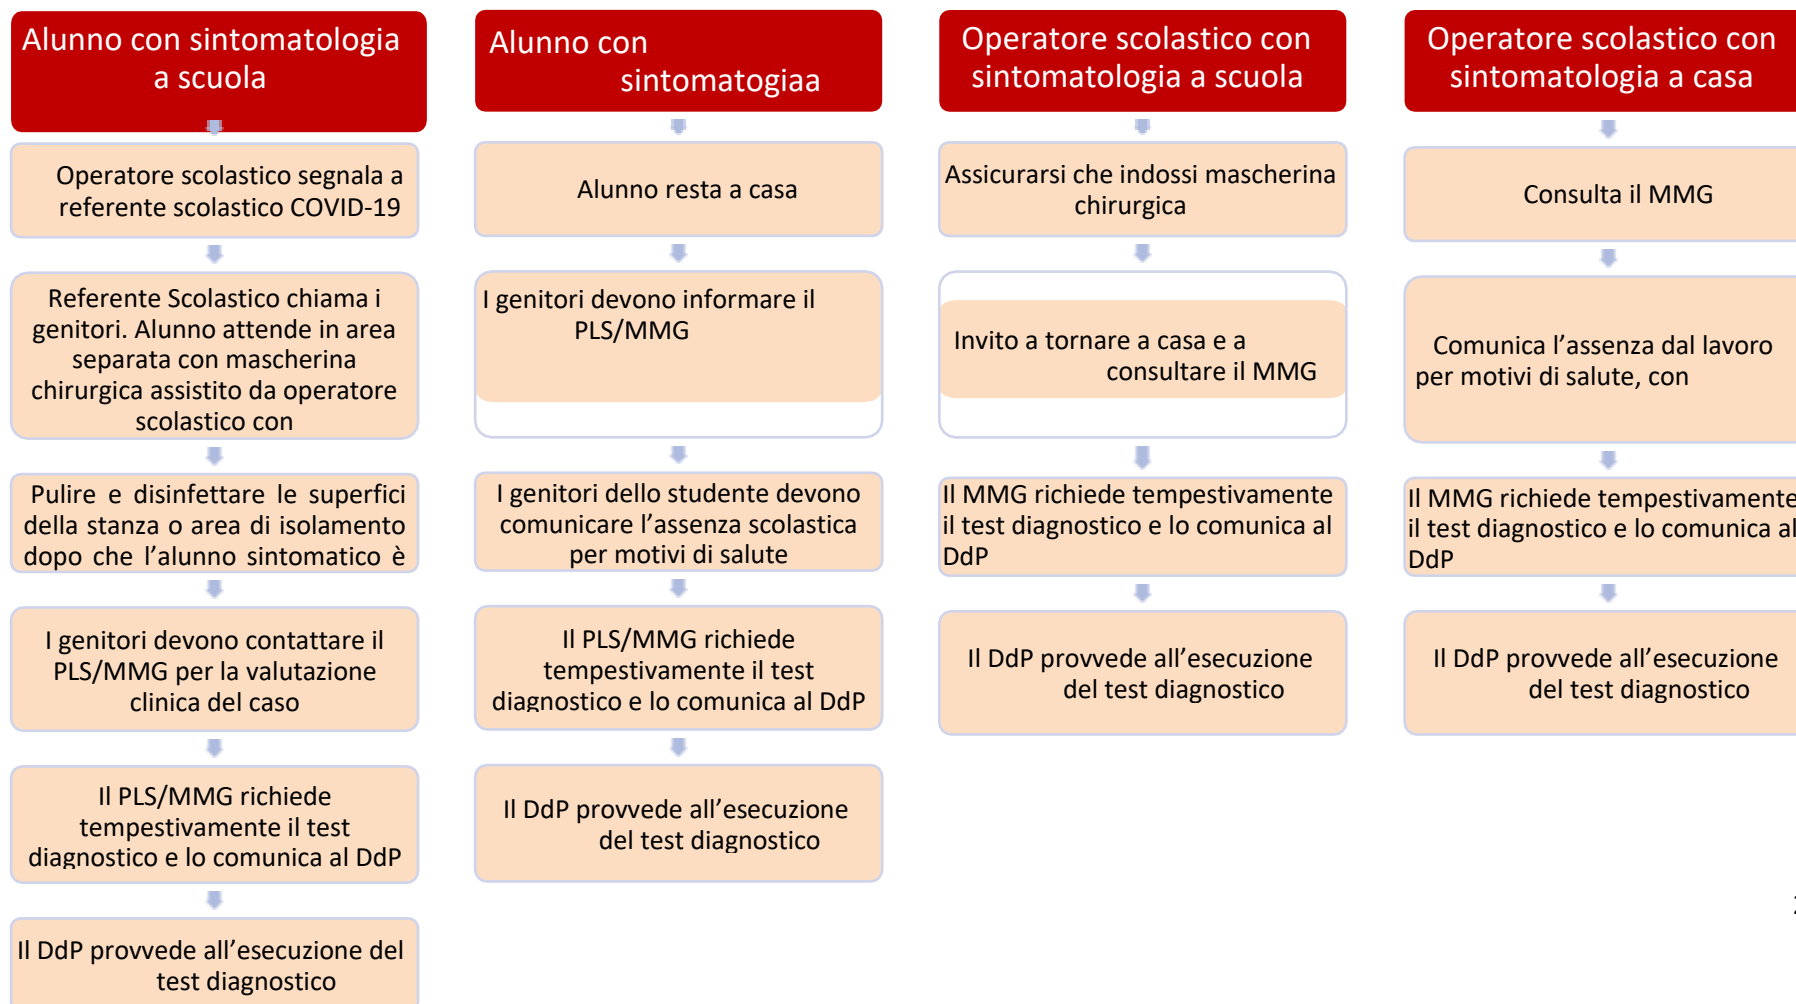 Alunno con sintomatologia
a scuola
Operatore scolastico segnala a
referente scolastico COVID-19
Referente Scolastico chiama i
genitori. Alunno attende in area
separata con mascherina
chirurgica assistito da operatore
scolastico con
Pulire e disinfettare le superfici
della stanza o area di isolamento
dopo che l’alunno sintomatico è
I genitori devono contattare il
PLS/MMG per la valutazione
clinica del caso
Il PLS/MMG richiede
tempestivamente il test
diagnostico e lo comunica al DdP
Il DdP provvede all’esecuzione del
test diagnostico
Alunno con
sintomatogiaa
Alunno resta a casa
I genitori devono informare il
PLS/MMG
I genitori dello studente devono
comunicare l’assenza scolastica
per motivi di salute
Il PLS/MMG richiede
tempestivamente il test
diagnostico e lo comunica al DdP
Il DdP provvede all’esecuzione
del test diagnostico
Operatore scolastico con
sintomatologia a scuola
Assicurarsi che indossi mascherina
chirurgica
Invito a tornare a casa e a
consultare il MMG
Il MMG richiede tempestivamente
il test diagnostico e lo comunica al
DdP
Il DdP provvede all’esecuzione
del test diagnostico
Operatore scolastico con
sintomatologia a casa
Consulta il MMG
Comunica l’assenza dal lavoro
per motivi di salute, con
Il MMG richiede tempestivamente
il test diagnostico e lo comunica al
DdP
Il DdP provvede all’esecuzione
del test diagnostico